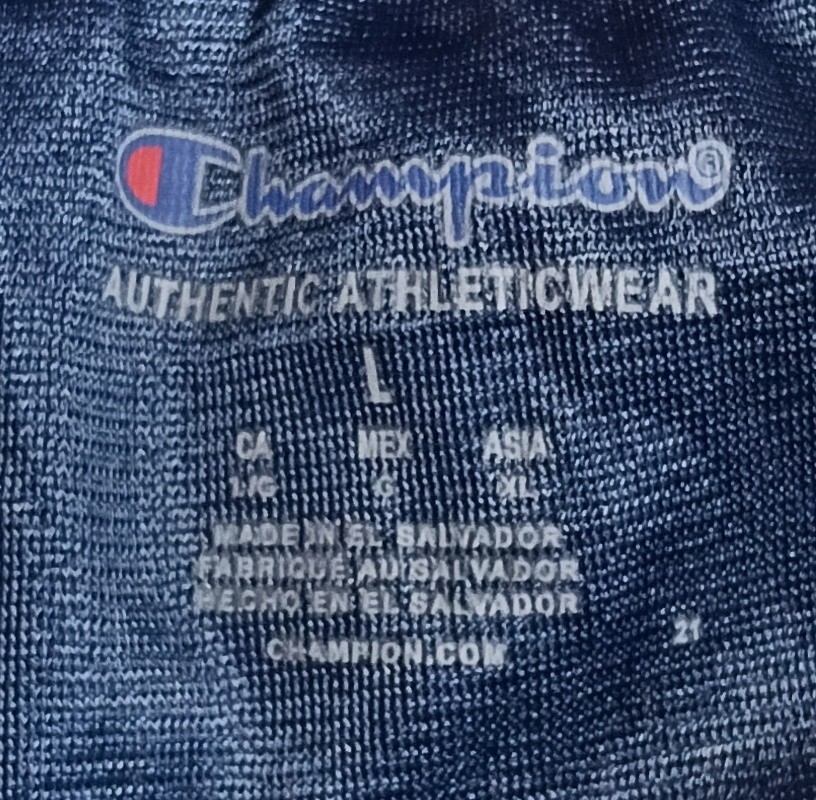 Champion®
AUTHENTIC ATHLETICWEAR
L
CA MEX ASIA
L/G G XL
MADE IN EL SALVADOR
FABRIQUÉ AU SALVADOR
HECHO EN EL SALVADOR
CHAMPION.COM
21